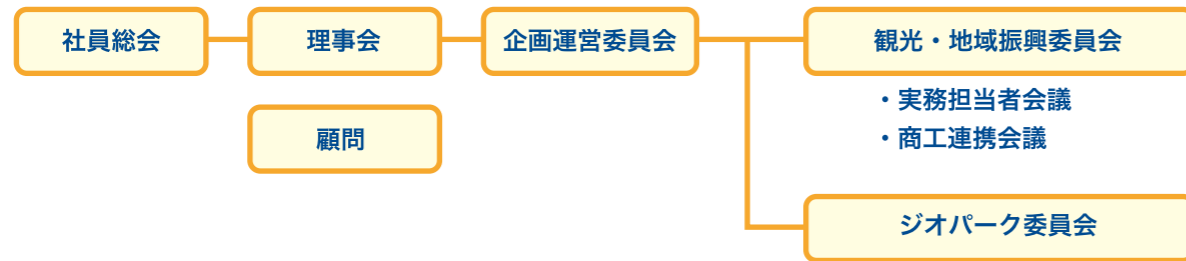 社員総会
理事会
企画運営委員会
観光・地域振興委員会
・実務担当者会議
・商工連携会議
顧問
ジオパーク委員会